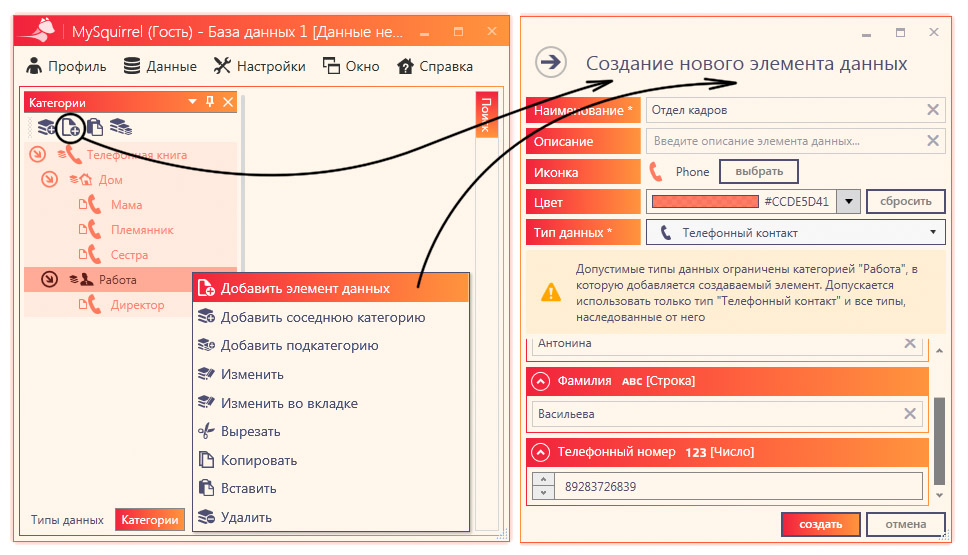 MySquirrel (Гость) - База данных 1 [Данные не...
Профиль
Данные
Настройки
Окно
Справка
Категории
Поиск
Телефонная книга
Дом
Мама
Племянник
Сестра
Работа
Директор
Добавить элемент данных
Добавить соседнюю категорию
Добавить подкатегорию
Изменить
Изменить во вкладке
Вырезать
Копировать
Вставить
Удалить
Типы данных
Категории
Создание нового элемента данных
Наименование * Отдел кадров
Описание Введите описание элемента данных...
Иконка Phone выбрать
Цвет #CCDE5D41 сбросить
Тип данных * Телефонный контакт
Допустимые типы данных ограничены категорией "Работа", в
которую добавляется создаваемый элемент. Допускается
использовать только тип "Телефонный контакт" и все типы,
наследованные от него
Антонина
Фамилия ABC [Строка]
Васильева
Телефонный номер 123 [Число]
89283726839
создать
отмена